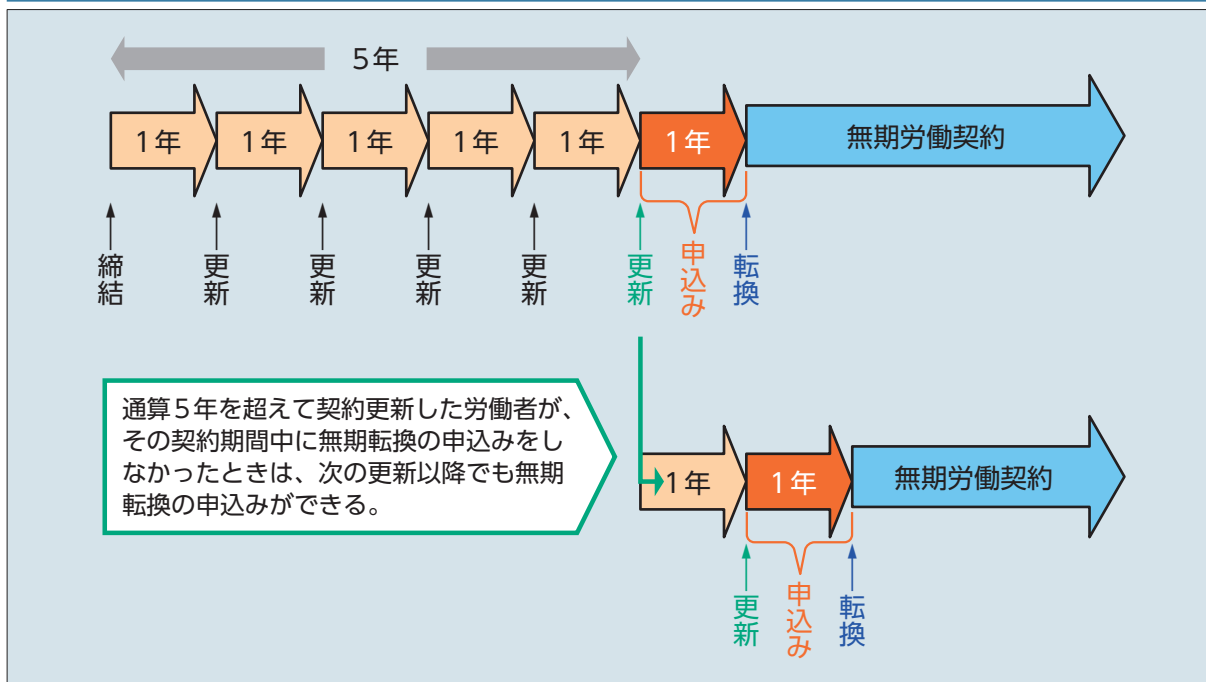 5年
1年
1年
1年
1年
1年
1年
無期労働契約
締結
更新
更新
更新
更新
更新
申込み
転換
通算5年を超えて契約更新した労働者が、
その契約期間中に無期転換の申込みをし
なかったときは、次の更新以降でも無期
転換の申込みができる。
1年
1年
無期労働契約
更新
申込み
転換